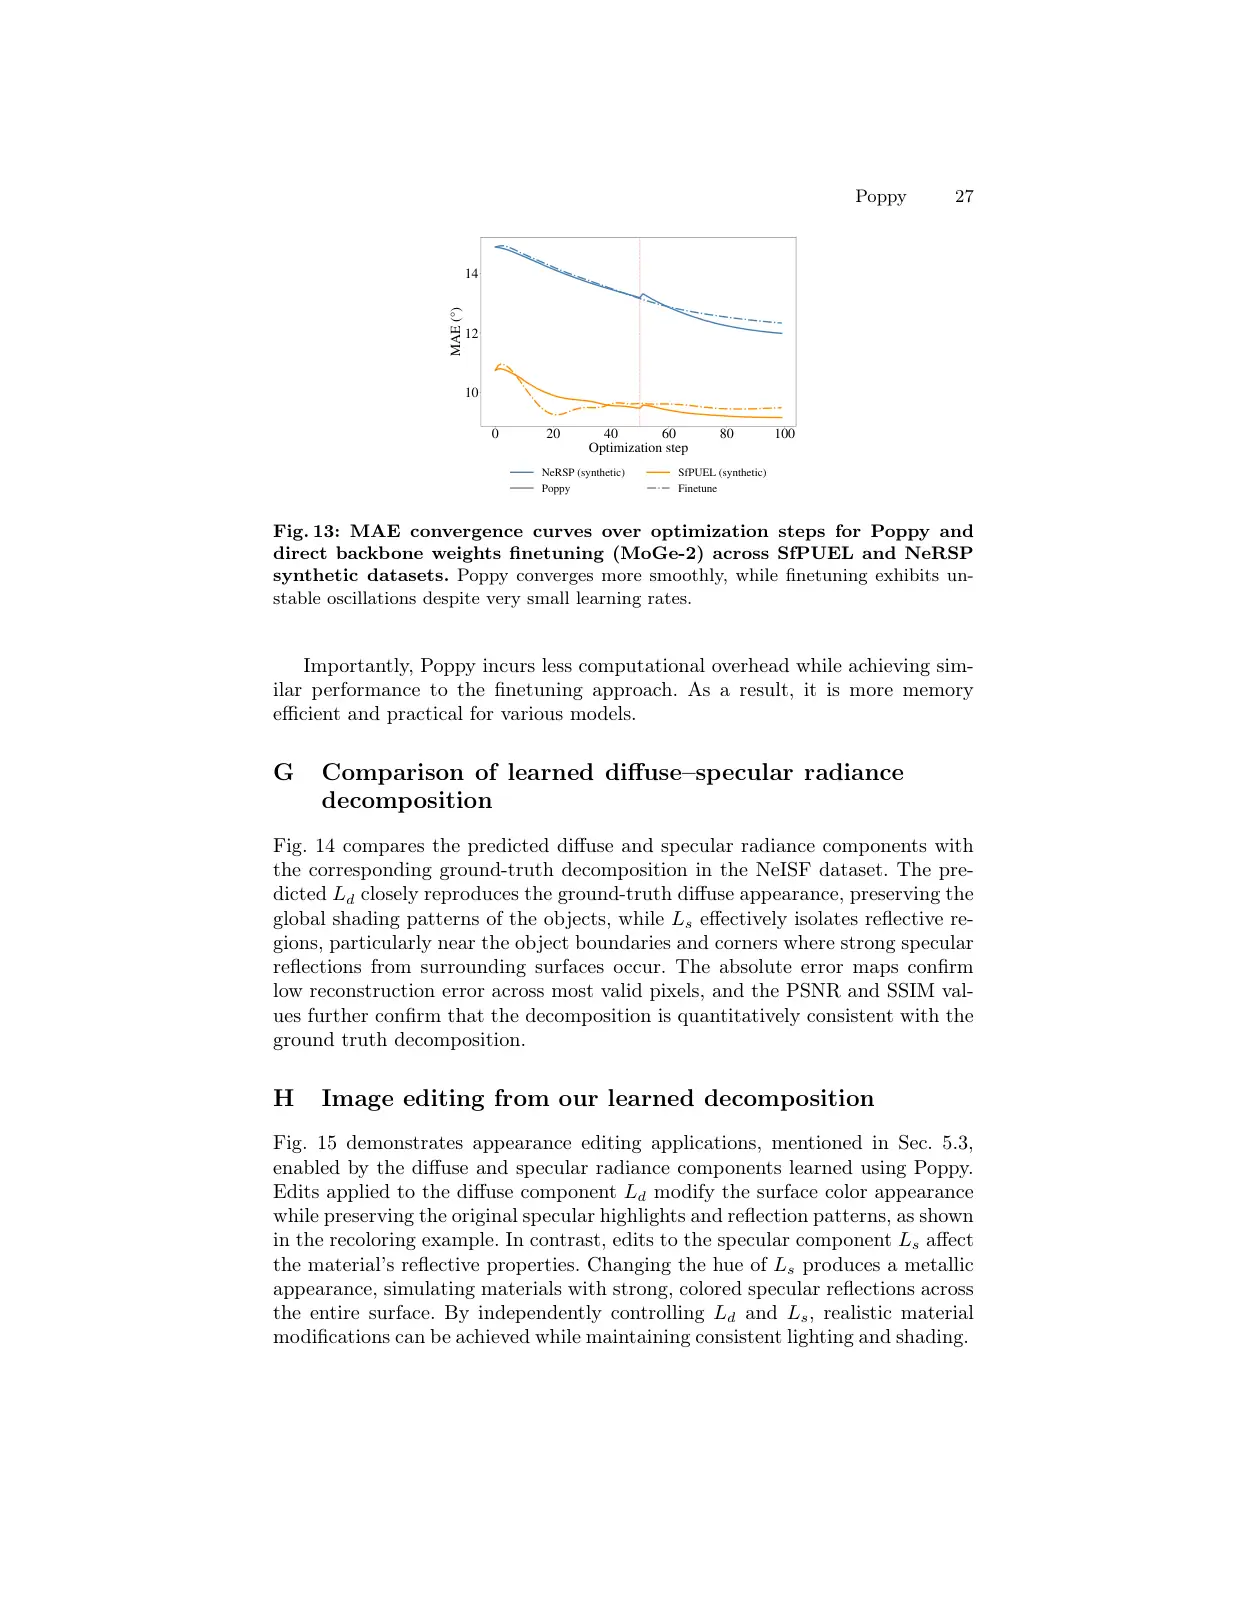 Poppy 27
14
12
10
MAE (°)
0 20 40 60 80 100
Optimization step
NeRSP (synthetic) SfPUEL (synthetic)
Poppy Finetune
Fig. 13: MAE convergence curves over optimization steps for Poppy and
direct backbone weights finetuning (MoGe-2) across SfPUEL and NeRSP
synthetic datasets. Poppy converges more smoothly, while finetuning exhibits un-
stable oscillations despite very small learning rates.
Importantly, Poppy incurs less computational overhead while achieving sim-
ilar performance to the finetuning approach. As a result, it is more memory
efficient and practical for various models.
G Comparison of learned diffuse–specular radiance
decomposition
Fig. 14 compares the predicted diffuse and specular radiance components with
the corresponding ground-truth decomposition in the NeISF dataset. The pre-
dicted L_d closely reproduces the ground-truth diffuse appearance, preserving the
global shading patterns of the objects, while L_s effectively isolates reflective re-
gions, particularly near the object boundaries and corners where strong specular
reflections from surrounding surfaces occur. The absolute error maps confirm
low reconstruction error across most valid pixels, and the PSNR and SSIM val-
ues further confirm that the decomposition is quantitatively consistent with the
ground truth decomposition.
H Image editing from our learned decomposition
Fig. 15 demonstrates appearance editing applications, mentioned in Sec. 5.3,
enabled by the diffuse and specular radiance components learned using Poppy.
Edits applied to the diffuse component L_d modify the surface color appearance
while preserving the original specular highlights and reflection patterns, as shown
in the recoloring example. In contrast, edits to the specular component L_s affect
the material's reflective properties. Changing the hue of L_s produces a metallic
appearance, simulating materials with strong, colored specular reflections across
the entire surface. By independently controlling L_d and L_s, realistic material
modifications can be achieved while maintaining consistent lighting and shading.